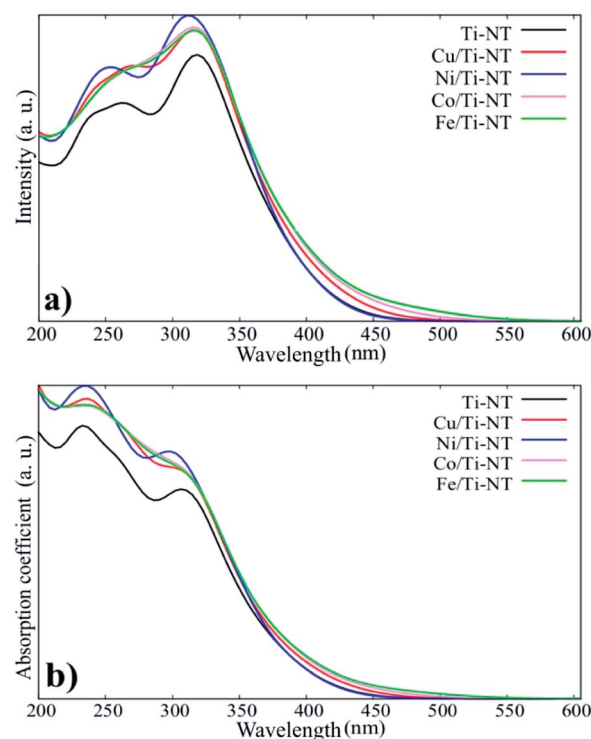 Ti-NT
Cu/Ti-NT
Ni/Ti-NT
Co/Ti-NT
Fe/Ti-NT
Intensity (a. u.)
a)
200 250 300 350 400 450 500 550 600
Wavelength (nm)
Ti-NT
Cu/Ti-NT
Ni/Ti-NT
Co/Ti-NT
Fe/Ti-NT
Absorption coefficient (a. u.)
b)
200 250 300 350 400 450 500 550 600
Wavelength (nm)